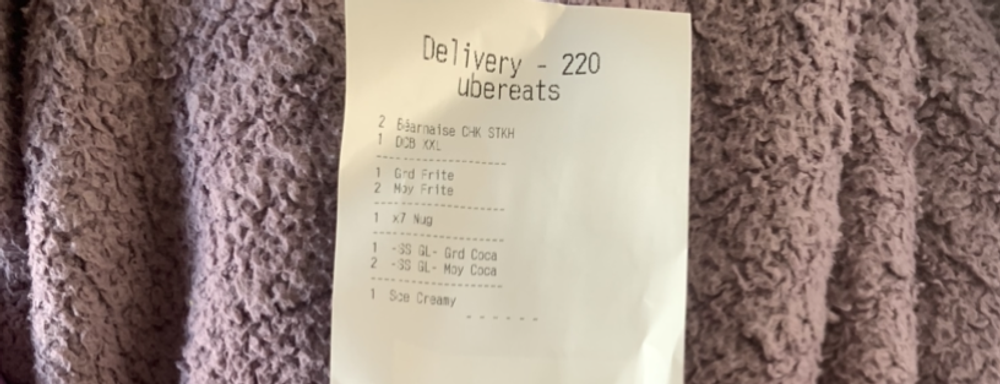 Delivery - 220
ubereats
2 Béarnaise CHK STKH
1 DCB XXL
1 Grd Frite
2 Moy Frite
1 x7 Nug
1 -SS GL- Grd Coca
2 -SS GL- Moy Coca
1 Sce Creamy